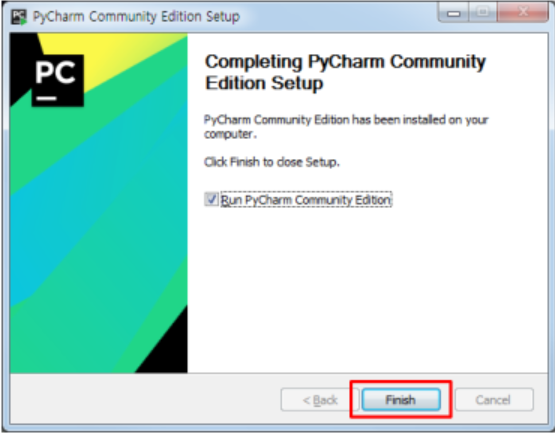 PyCharm Community Edition Setup
PC
Completing PyCharm Community
Edition Setup
PyCharm Community Edition has been installed on your
computer.
Click Finish to close Setup.
Run PyCharm Community Edition
< Back
Finish
Cancel